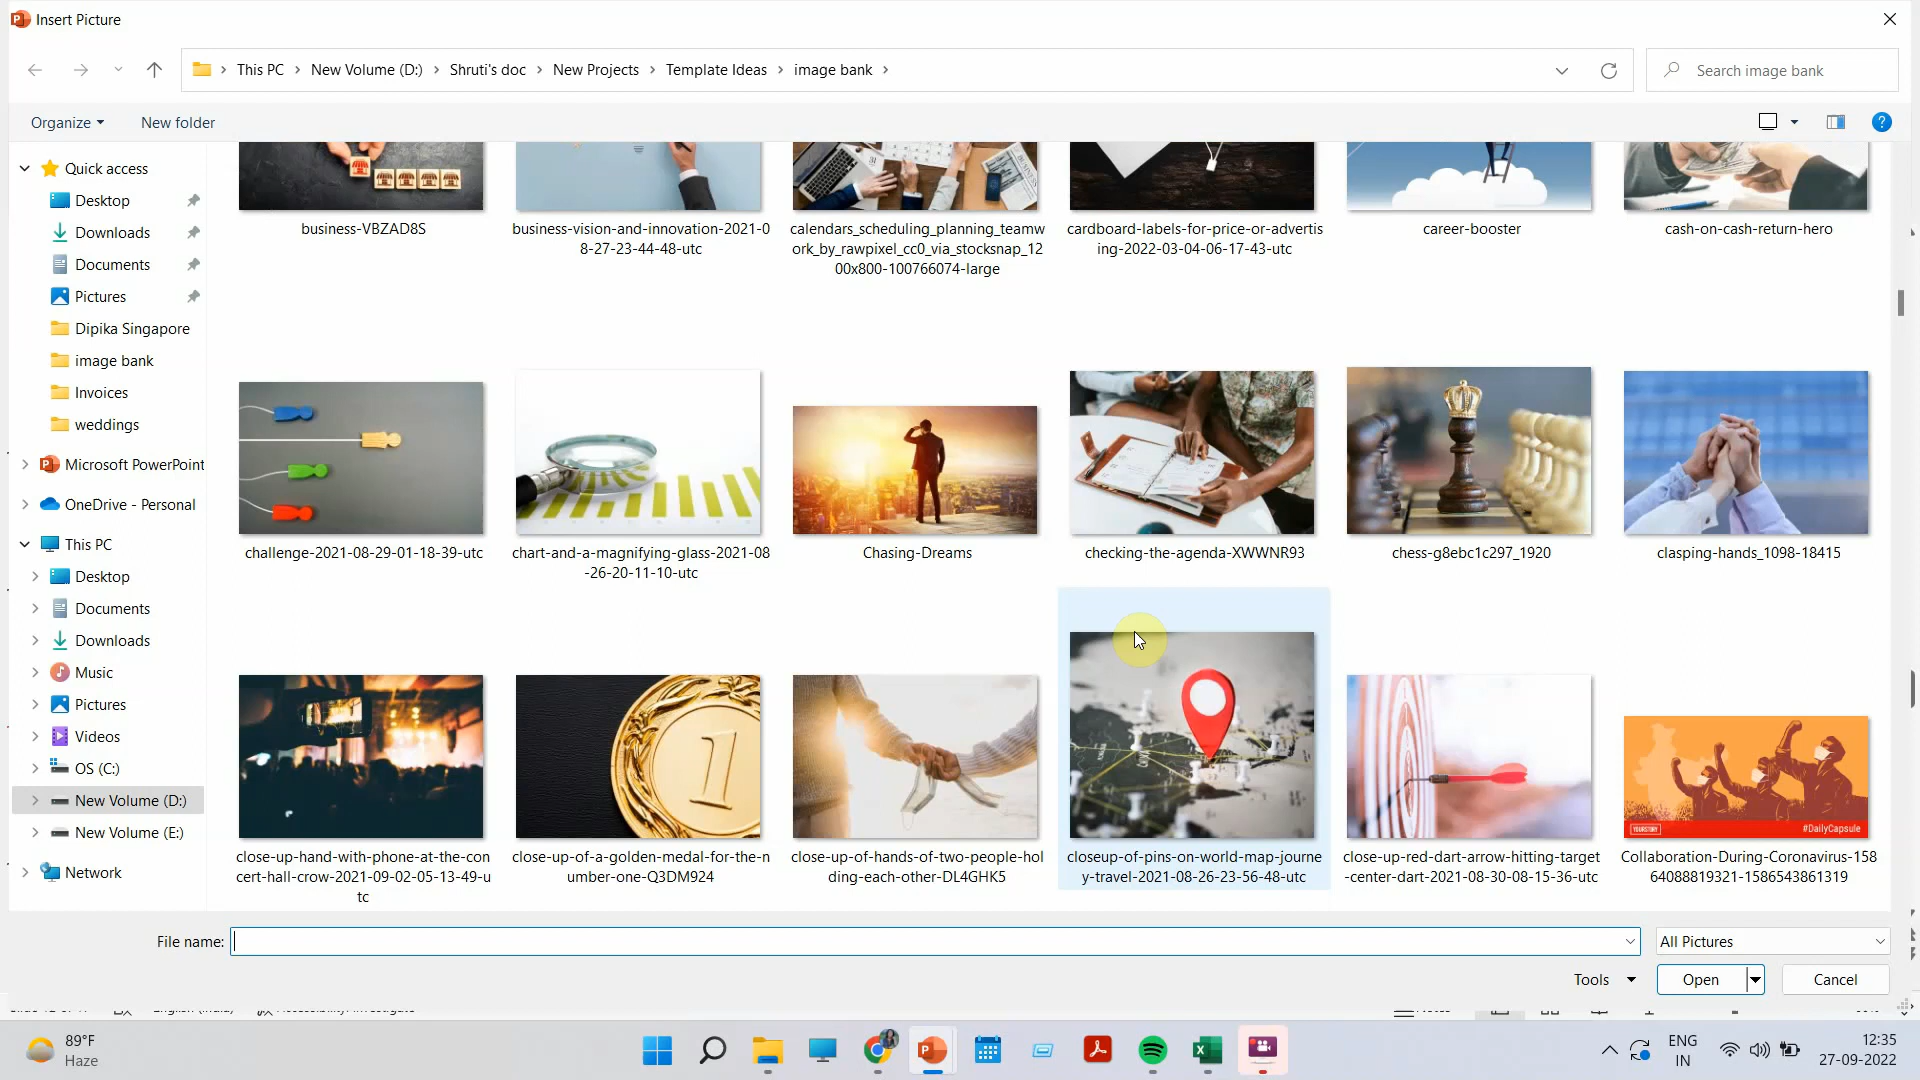 Insert Picture
This PC
New Volume (D:)
Shruti's doc
New Projects
Template Ideas
image bank
Search image bank
Organize
New folder
Quick access
Desktop
Downloads
Documents
Pictures
Dipika Singapore
image bank
Invoices
weddings
Microsoft PowerPoint
OneDrive - Personal
This PC
Desktop
Documents
Downloads
Music
Pictures
Videos
OS (C:)
New Volume (D:)
New Volume (E:)
Network
business-VBZAD8S
business-vision-and-innovation-2021-0
8-27-23-44-48-utc
calendars_scheduling_planning_teamw
ork_by_rawpixel_cc0_via_stocksnap_12
00x800-100766074-large
cardboard-labels-for-price-or-advertis
ing-2022-03-04-06-17-43-utc
career-booster
cash-on-cash-return-hero
challenge-2021-08-29-01-18-39-utc
chart-and-a-magnifying-glass-2021-08
-26-20-11-10-utc
Chasing-Dreams
checking-the-agenda-XWWNR93
chess-g8ebc1c297_1920
clasping-hands_1098-18415
1
YOURSTORY
#DailyCapsule
close-up-hand-with-phone-at-the-con
cert-hall-crow-2021-09-02-05-13-49-u
tc
close-up-of-a-golden-medal-for-the-n
umber-one-Q3DM924
close-up-of-hands-of-two-people-hol
ding-each-other-DL4GHK5
closeup-of-pins-on-world-map-journe
y-travel-2021-08-26-23-56-48-utc
close-up-red-dart-arrow-hitting-target
-center-dart-2021-08-30-08-15-36-utc
Collaboration-During-Coronavirus-158
64088819321-1586543861319
File name:
All Pictures
Tools
Open
Cancel
89°F
Haze
ENG
IN
12:35
27-09-2022